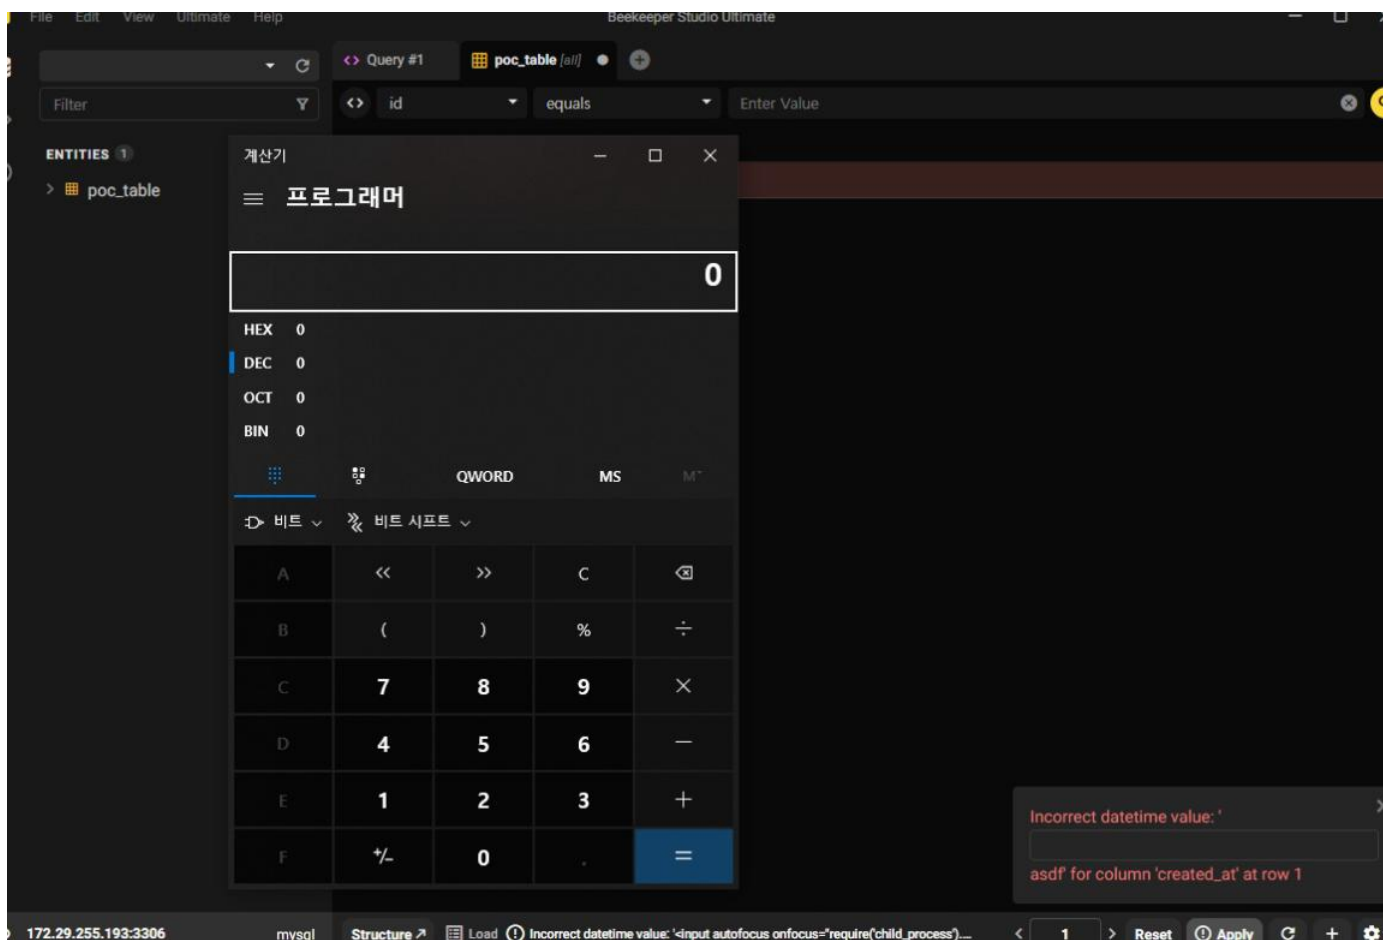 File Edit View Ultimate Help
Beekeeper Studio Ultimate
<> Query #1
poc_table [all]
Filter
<> id
equals
Enter Value
ENTITIES 1
poc_table
계산기
프로그래머
0
HEX 0
DEC 0
OCT 0
BIN 0
QWORD MS M˅
비트 비트 시프트
A << >> C
B ( ) % ÷
C 7 8 9 ×
D 4 5 6 −
E 1 2 3 +
F +/− 0 . =
Incorrect datetime value: '
asdf' for column 'created_at' at row 1
172.29.255.193:3306 mysql Structure Load Incorrect datetime value: '<input autofocus onfocus="require('child_process').... < 1 > Reset Apply